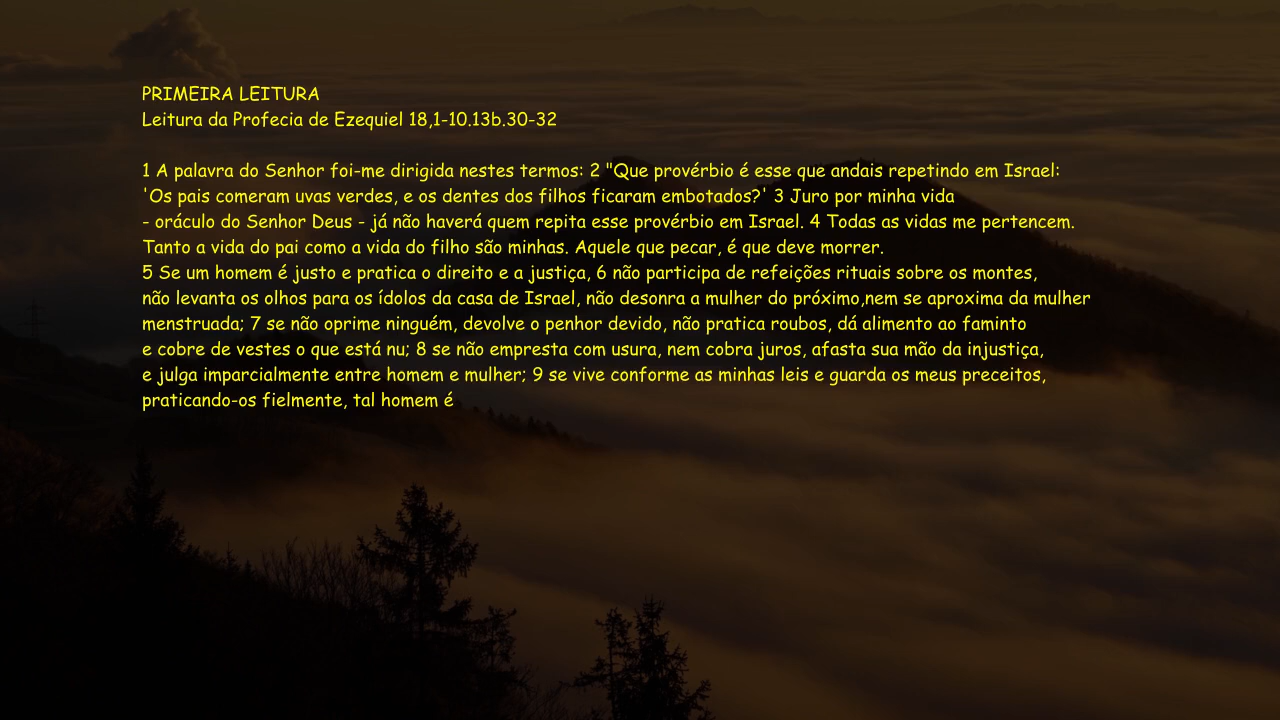 PRIMEIRA LEITURA
Leitura da Profecia de Ezequiel 18,1-10.13b.30-32
1 A palavra do Senhor foi-me dirigida nestes termos: 2 "Que provérbio é esse que andais repetindo em Israel:
'Os pais comeram uvas verdes, e os dentes dos filhos ficaram embotados?' 3 Juro por minha vida
- oráculo do Senhor Deus - já não haverá quem repita esse provérbio em Israel. 4 Todas as vidas me pertencem.
Tanto a vida do pai como a vida do filho são minhas. Aquele que pecar, é que deve morrer.
5 Se um homem é justo e pratica o direito e a justiça, 6 não participa de refeições rituais sobre os montes,
não levanta os olhos para os ídolos da casa de Israel, não desonra a mulher do próximo,nem se aproxima da mulher
menstruada; 7 se não oprime ninguém, devolve o penhor devido, não pratica roubos, dá alimento ao faminto
e cobre de vestes o que está nu; 8 se não empresta com usura, nem cobra juros, afasta sua mão da injustiça,
e julga imparcialmente entre homem e mulher; 9 se vive conforme as minhas leis e guarda os meus preceitos,
praticando-os fielmente, tal homem é